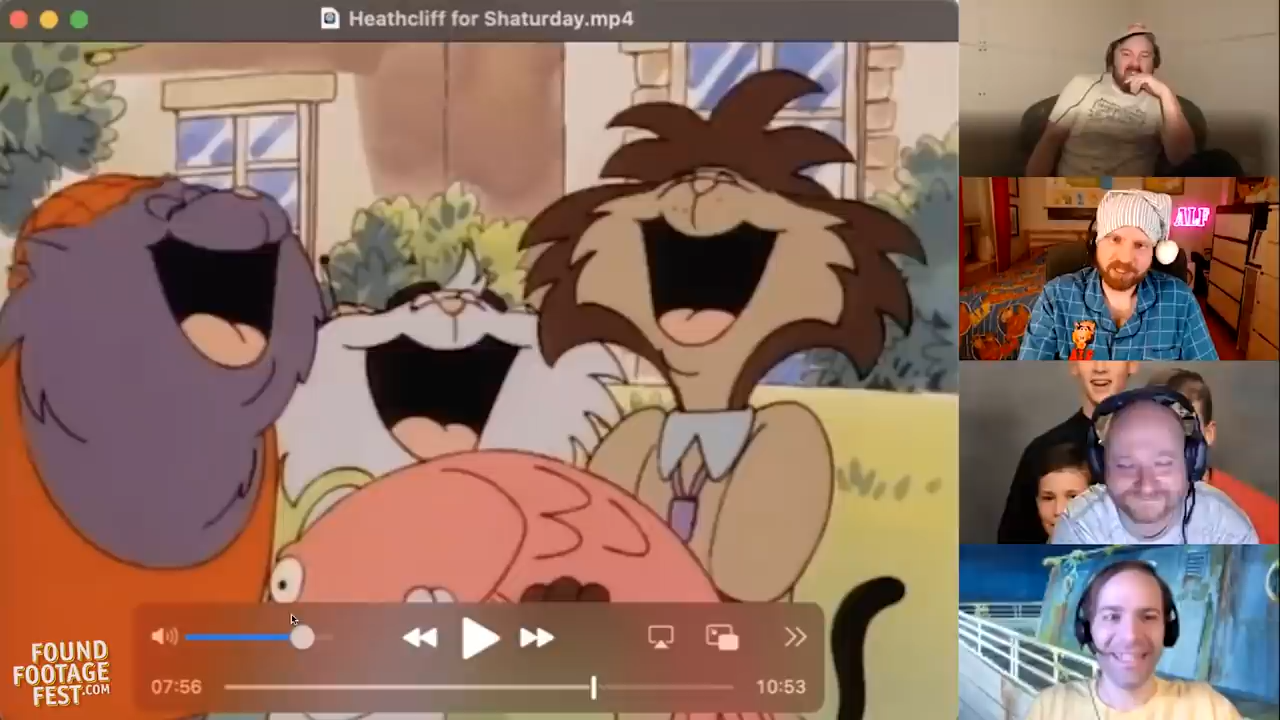 Heathcliff for Shaturday.mp4
ALF
FOUND
FOOTAGE
FEST.COM
07:56
10:53